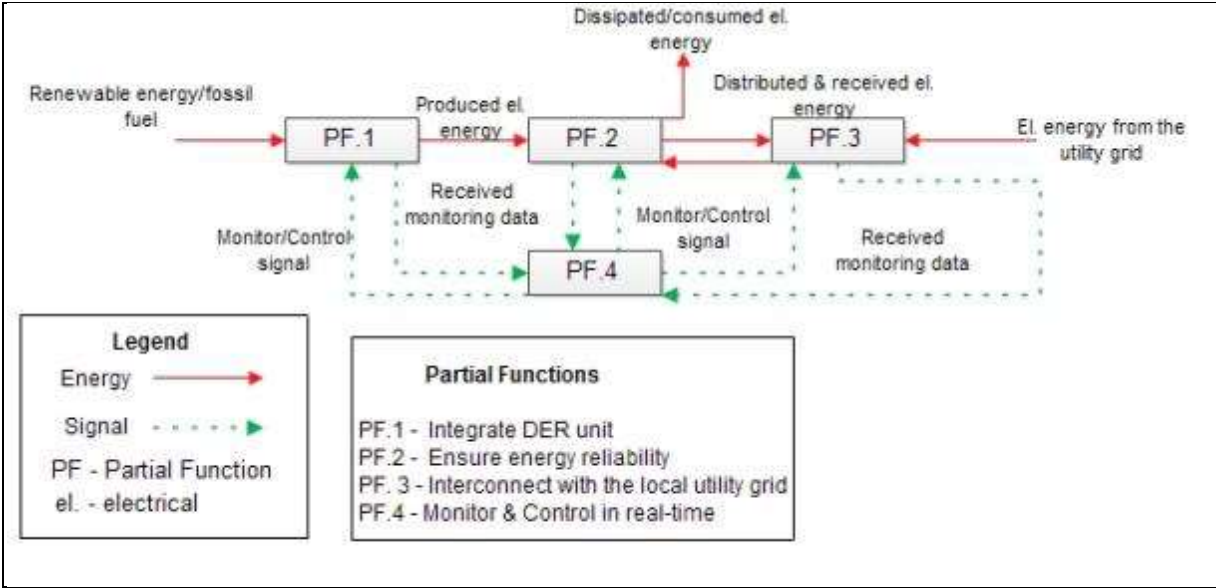 Dissipated/consumed el.
energy
Renewable energy/fossil
fuel
Produced el.
energy
Distributed & received el.
energy
El. energy from the
utility grid
PF.1
PF.2
PF.3
Received
monitoring data
Monitor/Control
signal
Monitor/Control
signal
Received
monitoring data
PF.4
Legend
Energy
Signal
PF - Partial Function
el. - electrical
Partial Functions
PF.1 - Integrate DER unit
PF.2 - Ensure energy reliability
PF. 3 - Interconnect with the local utility grid
PF.4 - Monitor & Control in real-time